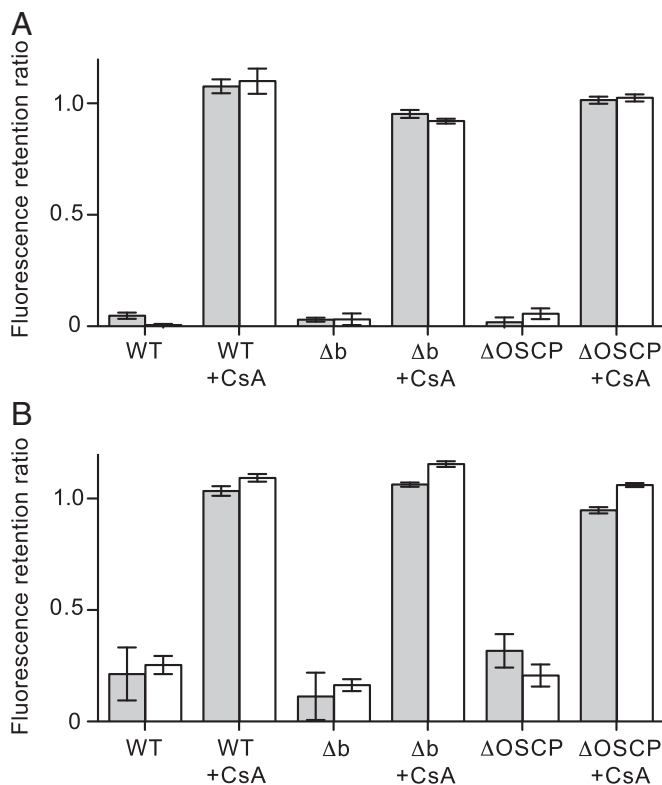 A
Fluorescence retention ratio
1.0
0.5
0
WT
WT
+CsA
Δb
Δb
+CsA
ΔOSCP
ΔOSCP
+CsA
B
Fluorescence retention ratio
1.0
0.5
0
WT
WT
+CsA
Δb
Δb
+CsA
ΔOSCP
ΔOSCP
+CsA